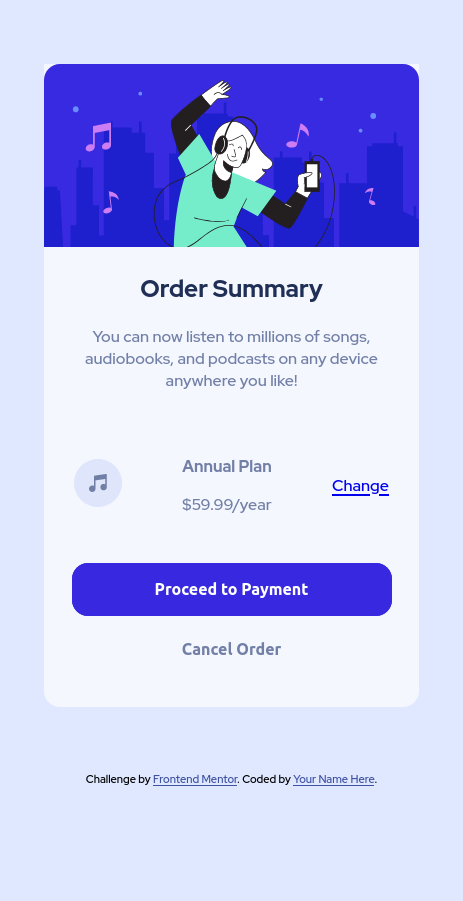 Order Summary
You can now listen to millions of songs,
audiobooks, and podcasts on any device
anywhere you like!
Annual Plan
$59.99/year
Change
Proceed to Payment
Cancel Order
Challenge by Frontend Mentor. Coded by Your Name Here.